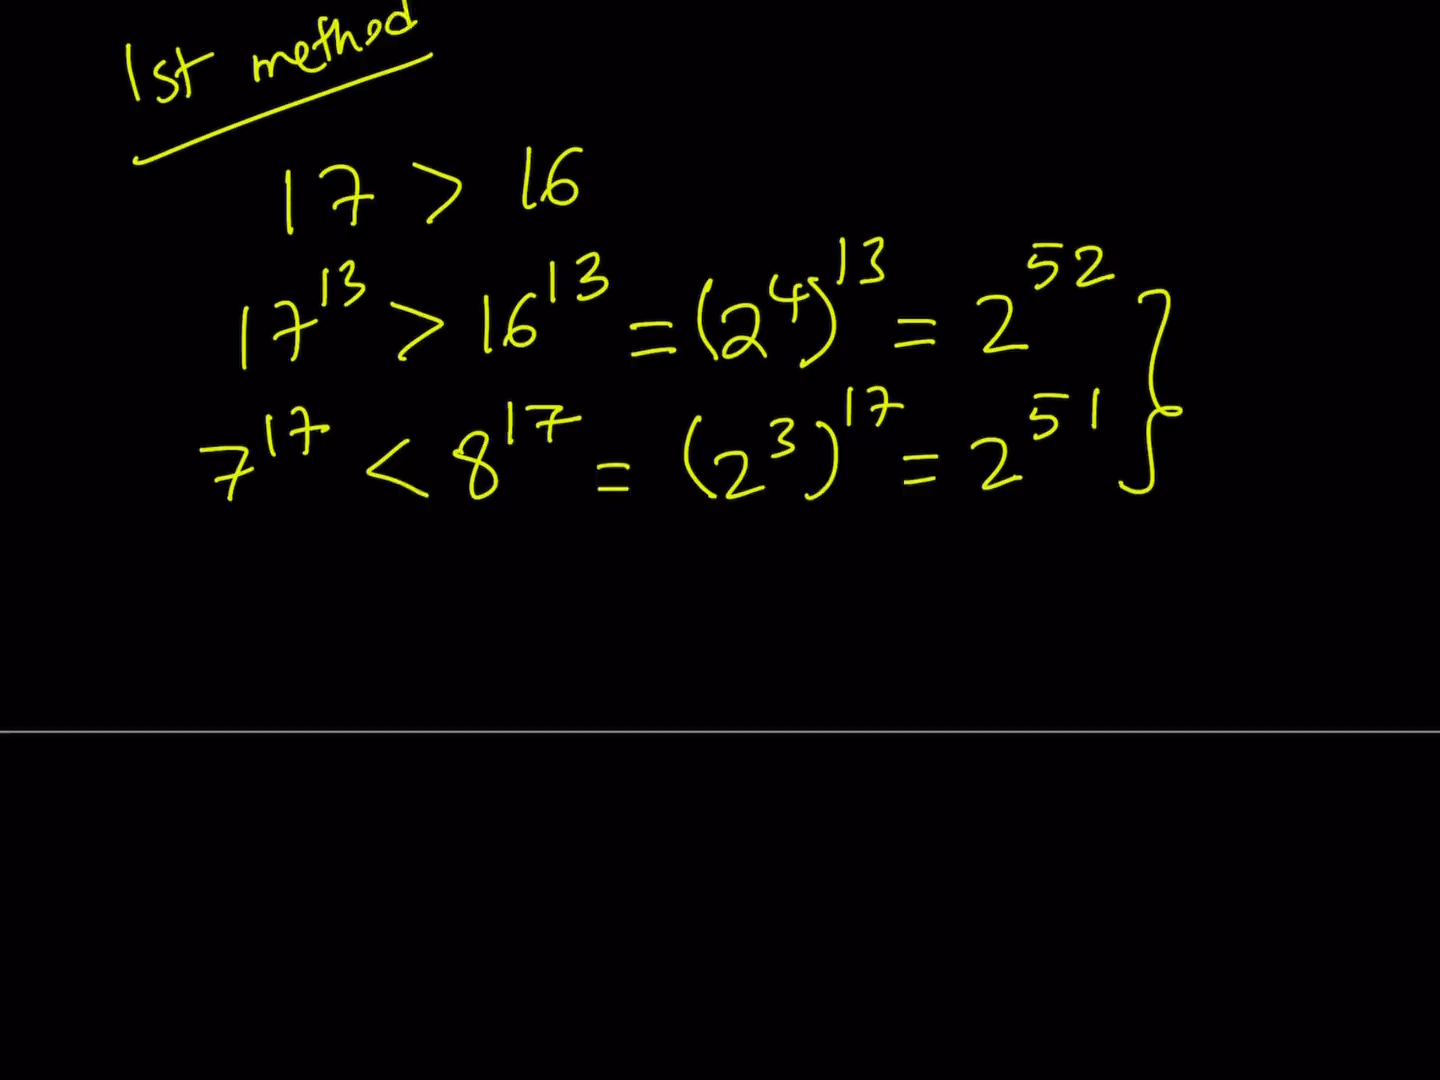 1st method
17 > 16
17^13 > 16^13 = (2^4)^13 = 2^52 }
7^17 < 8^17 = (2^3)^17 = 2^51